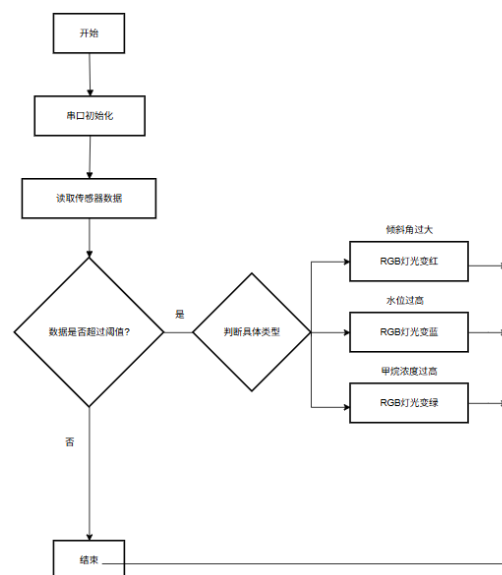 开始
串口初始化
读取传感器数据
数据是否超过阈值?
是
否
判断具体类型
倾斜角过大
RGB灯光变红
水位过高
RGB灯光变蓝
甲烷浓度过高
RGB灯光变绿
结束